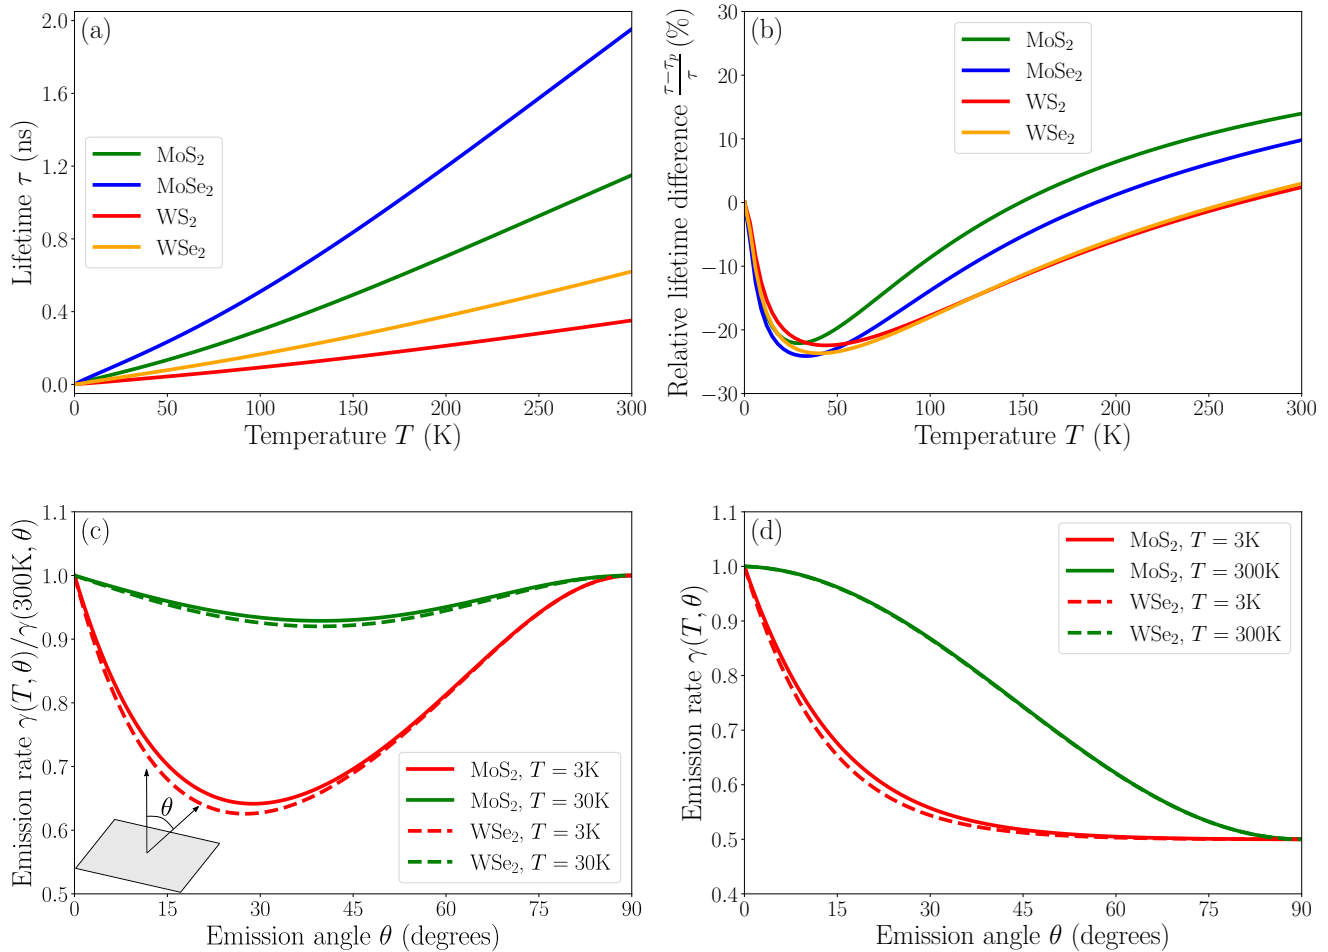 (a)
Lifetime τ (ns)
2.0
1.6
1.2
0.8
0.4
0.0
MoS₂
MoSe₂
WS₂
WSe₂
0 50 100 150 200 250 300
Temperature T (K)
(b)
Relative lifetime difference (τ−τₚ)/τ (%)
30
20
10
0
−10
−20
−30
MoS₂
MoSe₂
WS₂
WSe₂
0 50 100 150 200 250 300
Temperature T (K)
(c)
Emission rate γ(T, θ)/γ(300K, θ)
1.1
1.0
0.9
0.8
0.7
0.6
0.5
θ
MoS₂, T = 3K
MoS₂, T = 30K
WSe₂, T = 3K
WSe₂, T = 30K
0 15 30 45 60 75 90
Emission angle θ (degrees)
(d)
Emission rate γ(T, θ)
1.1
1.0
0.9
0.8
0.7
0.6
0.5
0.4
MoS₂, T = 3K
MoS₂, T = 300K
WSe₂, T = 3K
WSe₂, T = 300K
0 15 30 45 60 75 90
Emission angle θ (degrees)